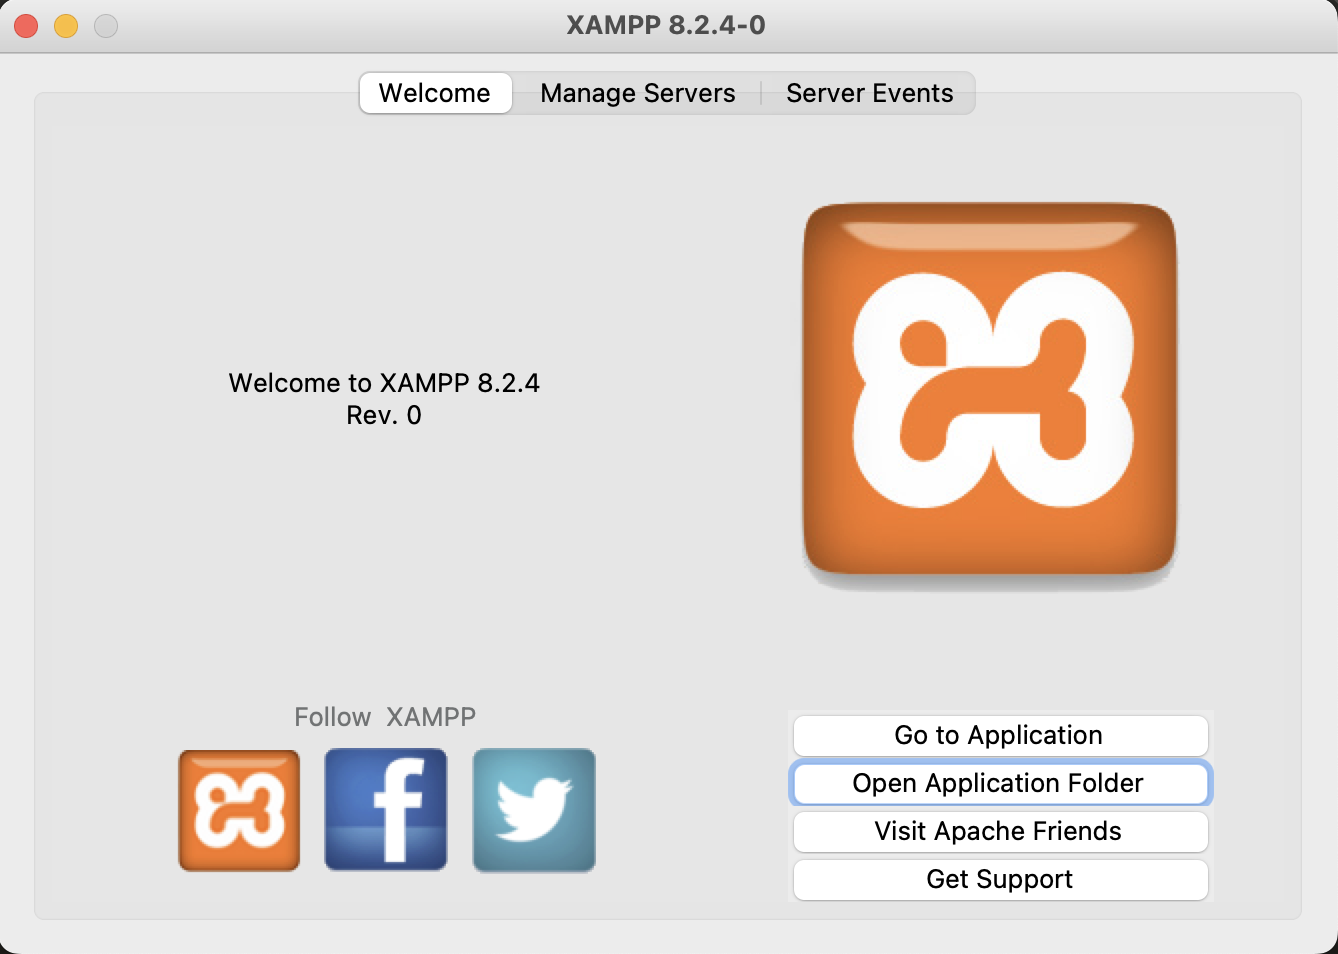 XAMPP 8.2.4-0
Welcome
Manage Servers
Server Events
Welcome to XAMPP 8.2.4
Rev. 0
Follow XAMPP
Go to Application
Open Application Folder
Visit Apache Friends
Get Support